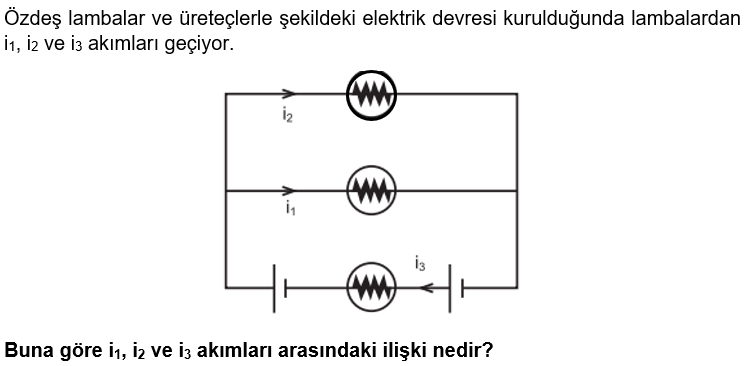 Özdeş lambalar ve üreteçlerle şekildeki elektrik devresi kurulduğunda lambalardan
i₁, i₂ ve i₃ akımları geçiyor.
i₂
i₁
i₃
Buna göre i₁, i₂ ve i₃ akımları arasındaki ilişki nedir?